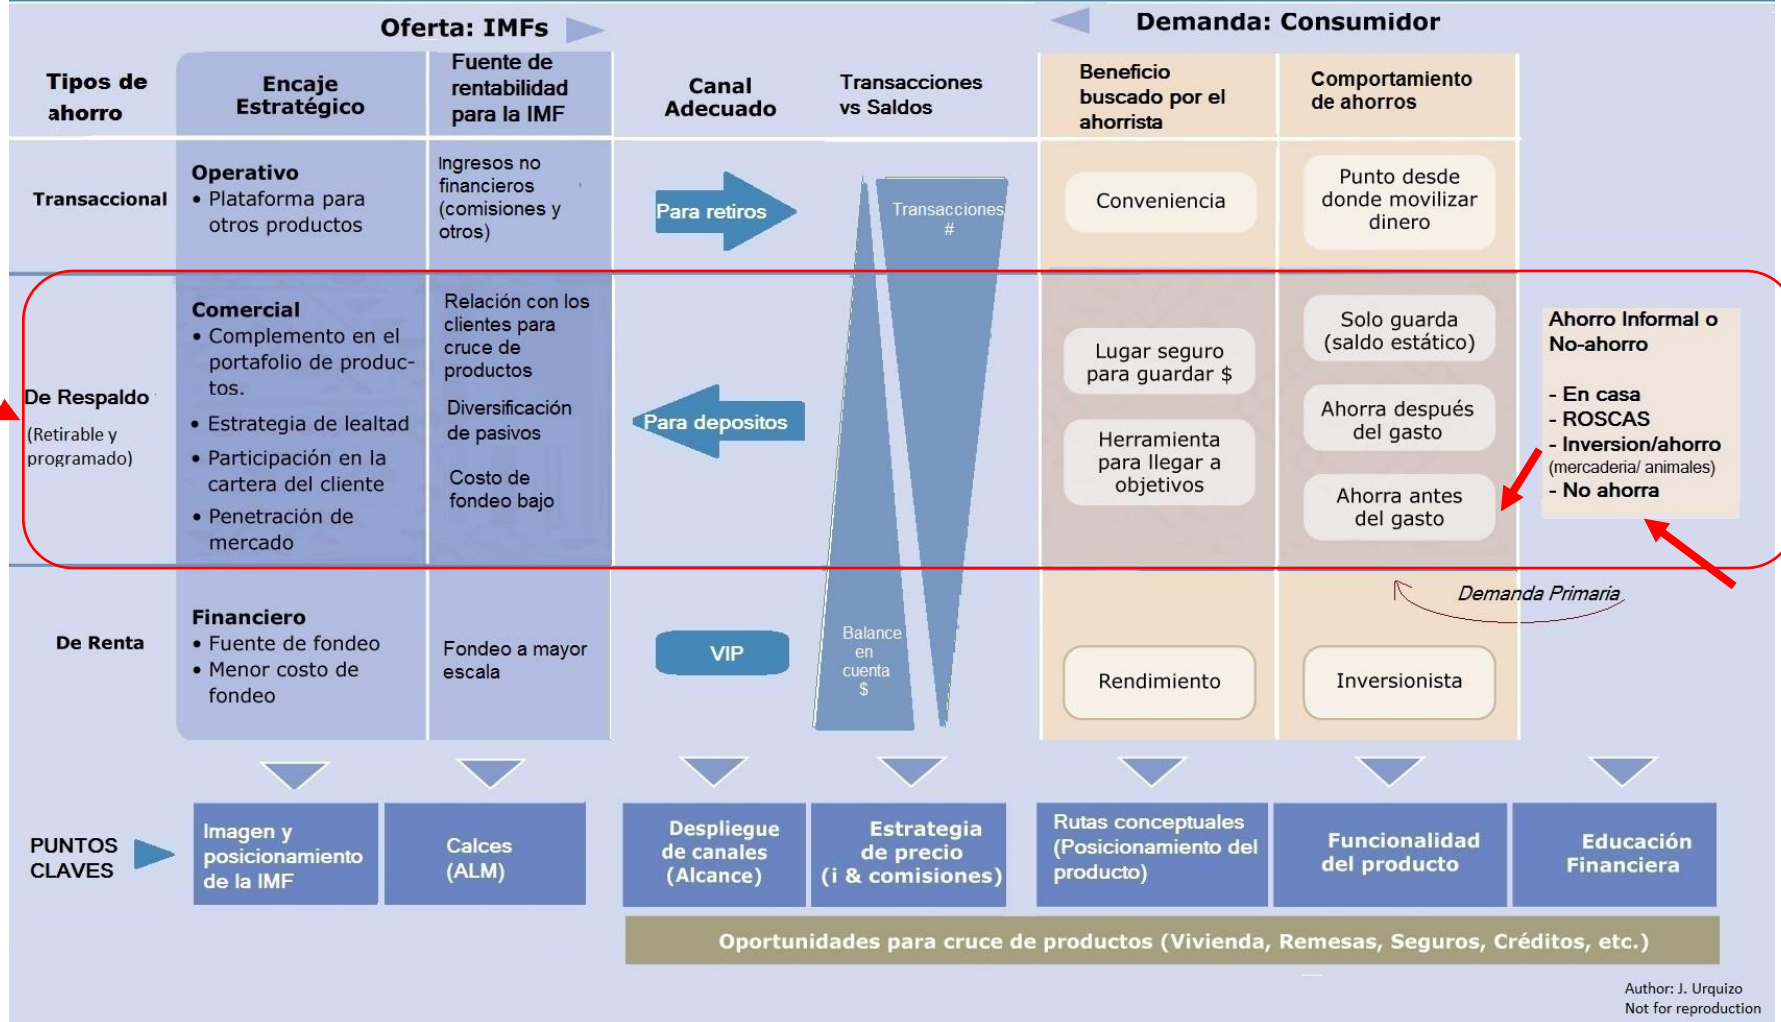 Oferta: IMFs
Demanda: Consumidor
Tipos de
ahorro
Encaje
Estratégico
Fuente de
rentabilidad
para la IMF
Canal
Adecuado
Transacciones
vs Saldos
Beneficio
buscado por el
ahorrista
Comportamiento
de ahorros
Transaccional
Operativo
• Plataforma para
otros productos
Ingresos no
financieros
(comisiones y
otros)
Para retiros
Transacciones
#
Conveniencia
Punto desde
donde movilizar
dinero
De Respaldo
(Retirable y
programado)
Comercial
• Complemento en el
portafolio de produc-
tos.
• Estrategia de lealtad
• Participación en la
cartera del cliente
• Penetración de
mercado
Relación con los
clientes para
cruce de
productos
Diversificación
de pasivos
Costo de
fondeo bajo
Para depositos
Lugar seguro
para guardar $
Herramienta
para llegar a
objetivos
Solo guarda
(saldo estático)
Ahorra después
del gasto
Ahorra antes
del gasto
Ahorro Informal o
No-ahorro
- En casa
- ROSCAS
- Inversion/ahorro
(mercaderia/ animales)
- No ahorra
Demanda Primaria
De Renta
Financiero
• Fuente de fondeo
• Menor costo de
fondeo
Fondeo a mayor
escala
VIP
Balance
en
cuenta
$
Rendimiento
Inversionista
PUNTOS
CLAVES
Imagen y
posicionamiento
de la IMF
Calces
(ALM)
Despliegue
de canales
(Alcance)
Estrategia
de precio
(i & comisiones)
Rutas conceptuales
(Posicionamiento del
producto)
Funcionalidad
del producto
Educación
Financiera
Oportunidades para cruce de productos (Vivienda, Remesas, Seguros, Créditos, etc.)
Author: J. Urquizo
Not for reproduction